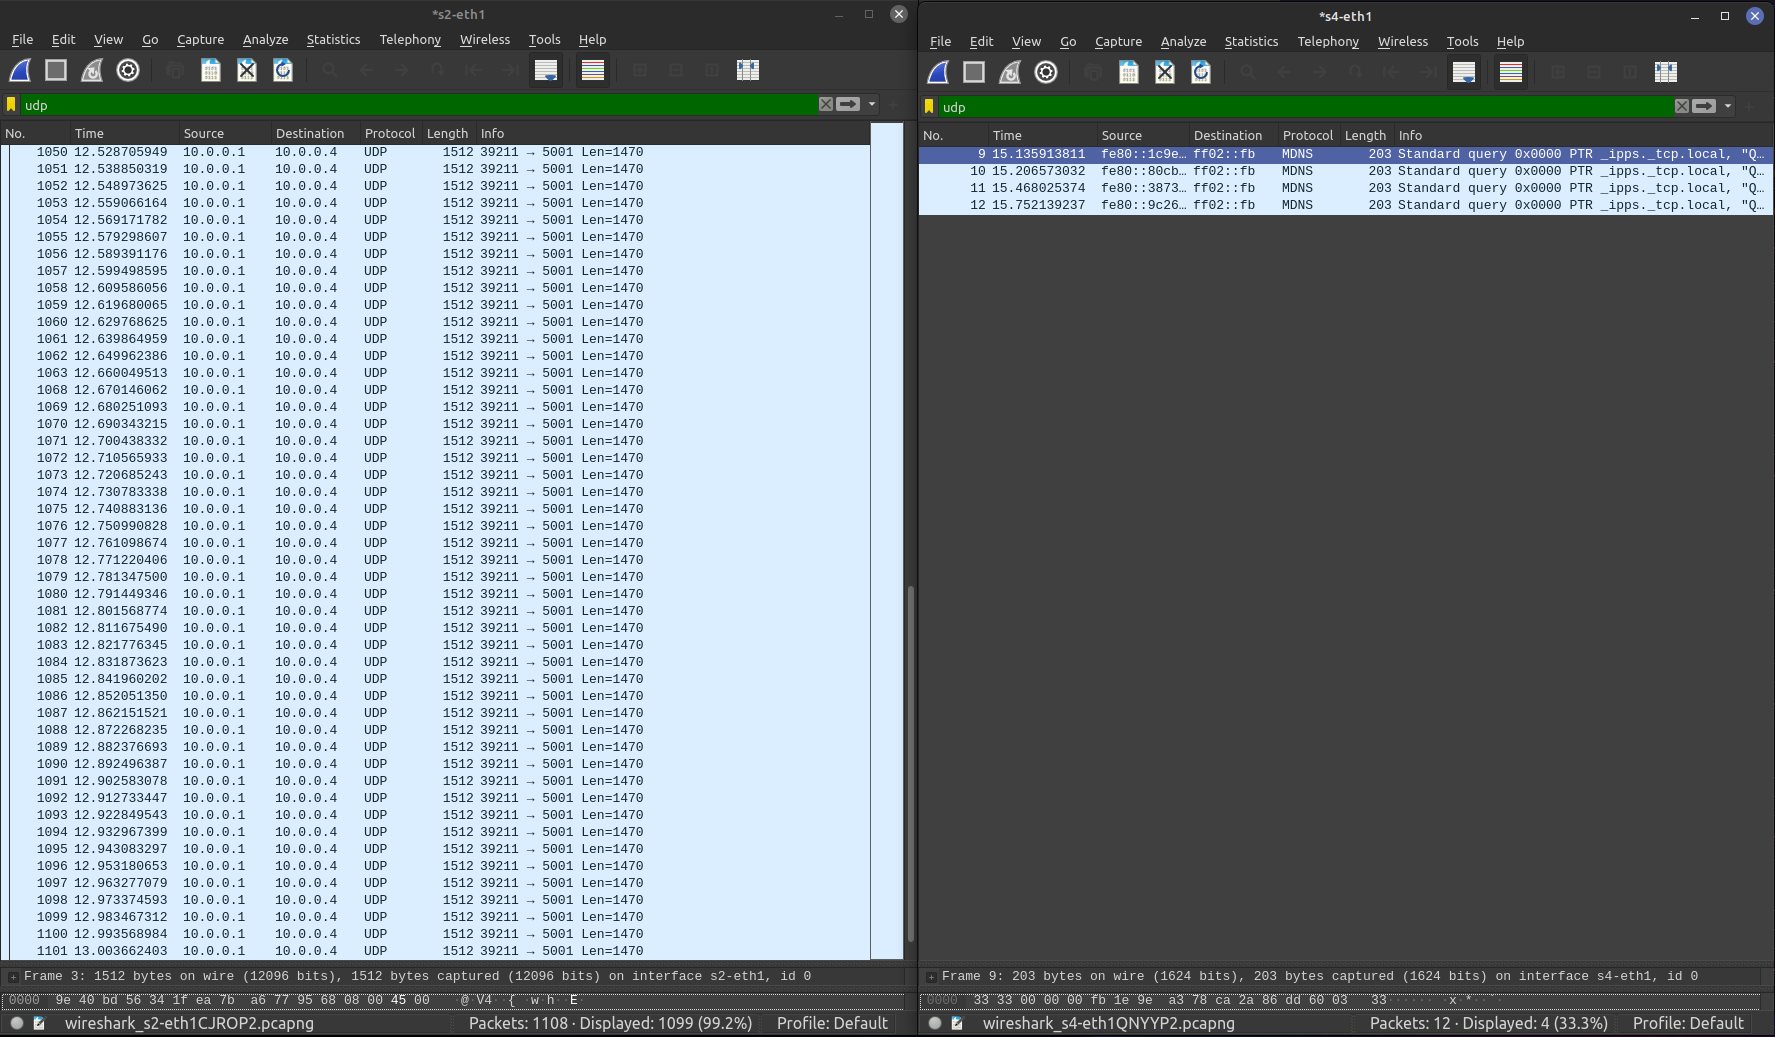 *s2-eth1
File Edit View Go Capture Analyze Statistics Telephony Wireless Tools Help
udp
No. Time Source Destination Protocol Length Info
1050 12.528705949 10.0.0.1 10.0.0.4 UDP 1512 39211 → 5001 Len=1470
1051 12.538850319 10.0.0.1 10.0.0.4 UDP 1512 39211 → 5001 Len=1470
1052 12.548973625 10.0.0.1 10.0.0.4 UDP 1512 39211 → 5001 Len=1470
1053 12.559066164 10.0.0.1 10.0.0.4 UDP 1512 39211 → 5001 Len=1470
1054 12.569171782 10.0.0.1 10.0.0.4 UDP 1512 39211 → 5001 Len=1470
1055 12.579298607 10.0.0.1 10.0.0.4 UDP 1512 39211 → 5001 Len=1470
1056 12.589391176 10.0.0.1 10.0.0.4 UDP 1512 39211 → 5001 Len=1470
1057 12.599498595 10.0.0.1 10.0.0.4 UDP 1512 39211 → 5001 Len=1470
1058 12.609586056 10.0.0.1 10.0.0.4 UDP 1512 39211 → 5001 Len=1470
1059 12.619680065 10.0.0.1 10.0.0.4 UDP 1512 39211 → 5001 Len=1470
1060 12.629768625 10.0.0.1 10.0.0.4 UDP 1512 39211 → 5001 Len=1470
1061 12.639864959 10.0.0.1 10.0.0.4 UDP 1512 39211 → 5001 Len=1470
1062 12.649962386 10.0.0.1 10.0.0.4 UDP 1512 39211 → 5001 Len=1470
1063 12.660049513 10.0.0.1 10.0.0.4 UDP 1512 39211 → 5001 Len=1470
1068 12.670146062 10.0.0.1 10.0.0.4 UDP 1512 39211 → 5001 Len=1470
1069 12.680251093 10.0.0.1 10.0.0.4 UDP 1512 39211 → 5001 Len=1470
1070 12.690343215 10.0.0.1 10.0.0.4 UDP 1512 39211 → 5001 Len=1470
1071 12.700438332 10.0.0.1 10.0.0.4 UDP 1512 39211 → 5001 Len=1470
1072 12.710565933 10.0.0.1 10.0.0.4 UDP 1512 39211 → 5001 Len=1470
1073 12.720685243 10.0.0.1 10.0.0.4 UDP 1512 39211 → 5001 Len=1470
1074 12.730783338 10.0.0.1 10.0.0.4 UDP 1512 39211 → 5001 Len=1470
1075 12.740883136 10.0.0.1 10.0.0.4 UDP 1512 39211 → 5001 Len=1470
1076 12.750990828 10.0.0.1 10.0.0.4 UDP 1512 39211 → 5001 Len=1470
1077 12.761098674 10.0.0.1 10.0.0.4 UDP 1512 39211 → 5001 Len=1470
1078 12.771220406 10.0.0.1 10.0.0.4 UDP 1512 39211 → 5001 Len=1470
1079 12.781347500 10.0.0.1 10.0.0.4 UDP 1512 39211 → 5001 Len=1470
1080 12.791449346 10.0.0.1 10.0.0.4 UDP 1512 39211 → 5001 Len=1470
1081 12.801568774 10.0.0.1 10.0.0.4 UDP 1512 39211 → 5001 Len=1470
1082 12.811675490 10.0.0.1 10.0.0.4 UDP 1512 39211 → 5001 Len=1470
1083 12.821776345 10.0.0.1 10.0.0.4 UDP 1512 39211 → 5001 Len=1470
1084 12.831873623 10.0.0.1 10.0.0.4 UDP 1512 39211 → 5001 Len=1470
1085 12.841960202 10.0.0.1 10.0.0.4 UDP 1512 39211 → 5001 Len=1470
1086 12.852051350 10.0.0.1 10.0.0.4 UDP 1512 39211 → 5001 Len=1470
1087 12.862151521 10.0.0.1 10.0.0.4 UDP 1512 39211 → 5001 Len=1470
1088 12.872268235 10.0.0.1 10.0.0.4 UDP 1512 39211 → 5001 Len=1470
1089 12.882376693 10.0.0.1 10.0.0.4 UDP 1512 39211 → 5001 Len=1470
1090 12.892496387 10.0.0.1 10.0.0.4 UDP 1512 39211 → 5001 Len=1470
1091 12.902583078 10.0.0.1 10.0.0.4 UDP 1512 39211 → 5001 Len=1470
1092 12.912733447 10.0.0.1 10.0.0.4 UDP 1512 39211 → 5001 Len=1470
1093 12.922849543 10.0.0.1 10.0.0.4 UDP 1512 39211 → 5001 Len=1470
1094 12.932967399 10.0.0.1 10.0.0.4 UDP 1512 39211 → 5001 Len=1470
1095 12.943083297 10.0.0.1 10.0.0.4 UDP 1512 39211 → 5001 Len=1470
1096 12.953180653 10.0.0.1 10.0.0.4 UDP 1512 39211 → 5001 Len=1470
1097 12.963277079 10.0.0.1 10.0.0.4 UDP 1512 39211 → 5001 Len=1470
1098 12.973374593 10.0.0.1 10.0.0.4 UDP 1512 39211 → 5001 Len=1470
1099 12.983467312 10.0.0.1 10.0.0.4 UDP 1512 39211 → 5001 Len=1470
1100 12.993568984 10.0.0.1 10.0.0.4 UDP 1512 39211 → 5001 Len=1470
1101 13.003662403 10.0.0.1 10.0.0.4 UDP 1512 39211 → 5001 Len=1470
Frame 3: 1512 bytes on wire (12096 bits), 1512 bytes captured (12096 bits) on interface s2-eth1, id 0
0000 9e 40 bd 56 34 1f ea 7b a6 77 95 68 08 00 45 00 ·@·V4··{ ·w·h··E·
wireshark_s2-eth1CJROP2.pcapng Packets: 1108 · Displayed: 1099 (99.2%) Profile: Default
*s4-eth1
File Edit View Go Capture Analyze Statistics Telephony Wireless Tools Help
udp
No. Time Source Destination Protocol Length Info
9 15.135913811 fe80::1c9e… ff02::fb MDNS 203 Standard query 0x0000 PTR _ipps._tcp.local, "Q…
10 15.206573032 fe80::80cb… ff02::fb MDNS 203 Standard query 0x0000 PTR _ipps._tcp.local, "Q…
11 15.468025374 fe80::3873… ff02::fb MDNS 203 Standard query 0x0000 PTR _ipps._tcp.local, "Q…
12 15.752139237 fe80::9c26… ff02::fb MDNS 203 Standard query 0x0000 PTR _ipps._tcp.local, "Q…
Frame 9: 203 bytes on wire (1624 bits), 203 bytes captured (1624 bits) on interface s4-eth1, id 0
0000 33 33 00 00 00 fb 1e 9e a3 78 ca 2a 86 dd 60 03 33······ ·x·*··`·
wireshark_s4-eth1QNYYP2.pcapng Packets: 12 · Displayed: 4 (33.3%) Profile: Default